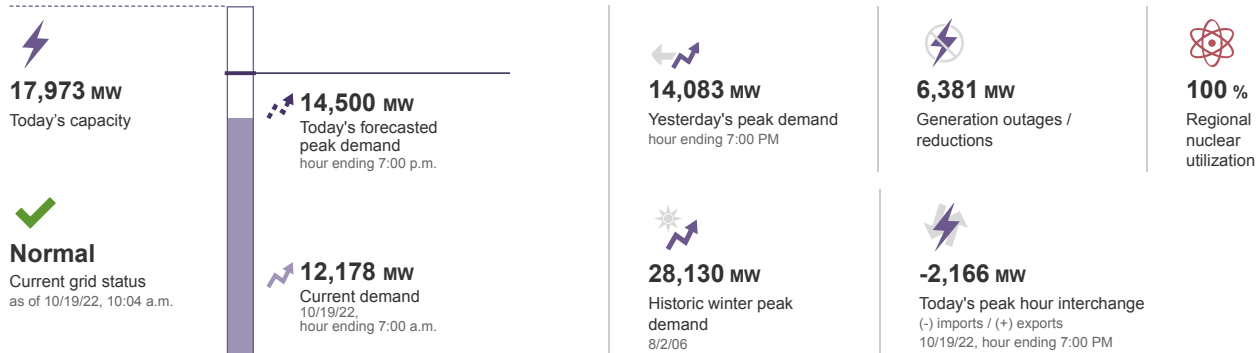 17,973 MW
Today's capacity
Normal
Current grid status
as of 10/19/22, 10:04 a.m.
14,500 MW
Today's forecasted
peak demand
hour ending 7:00 p.m.
12,178 MW
Current demand
10/19/22,
hour ending 7:00 a.m.
14,083 MW
Yesterday's peak demand
hour ending 7:00 PM
6,381 MW
Generation outages /
reductions
100 %
Regional
nuclear
utilization
28,130 MW
Historic winter peak
demand
8/2/06
-2,166 MW
Today's peak hour interchange
(-) imports / (+) exports
10/19/22, hour ending 7:00 PM